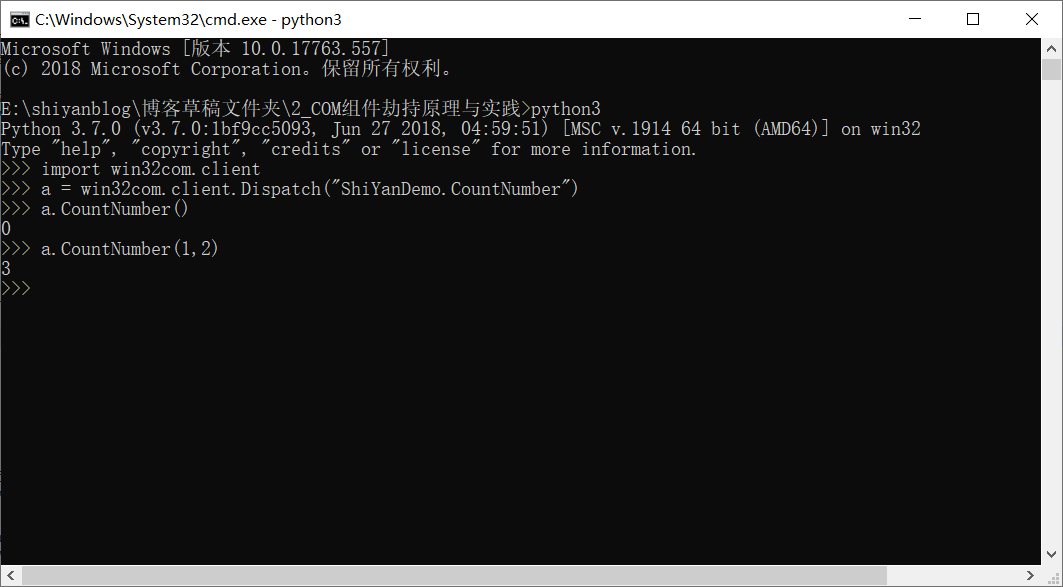 C:\Windows\System32\cmd.exe - python3
Microsoft Windows [版本 10.0.17763.557]
(c) 2018 Microsoft Corporation。保留所有权利。
E:\shiyanblog\博客草稿文件夹\2_COM组件劫持原理与实践>python3
Python 3.7.0 (v3.7.0:1bf9cc5093, Jun 27 2018, 04:59:51) [MSC v.1914 64 bit (AMD64)] on win32
Type "help", "copyright", "credits" or "license" for more information.
>>> import win32com.client
>>> a = win32com.client.Dispatch("ShiYanDemo.CountNumber")
>>> a.CountNumber()
0
>>> a.CountNumber(1,2)
3
>>>